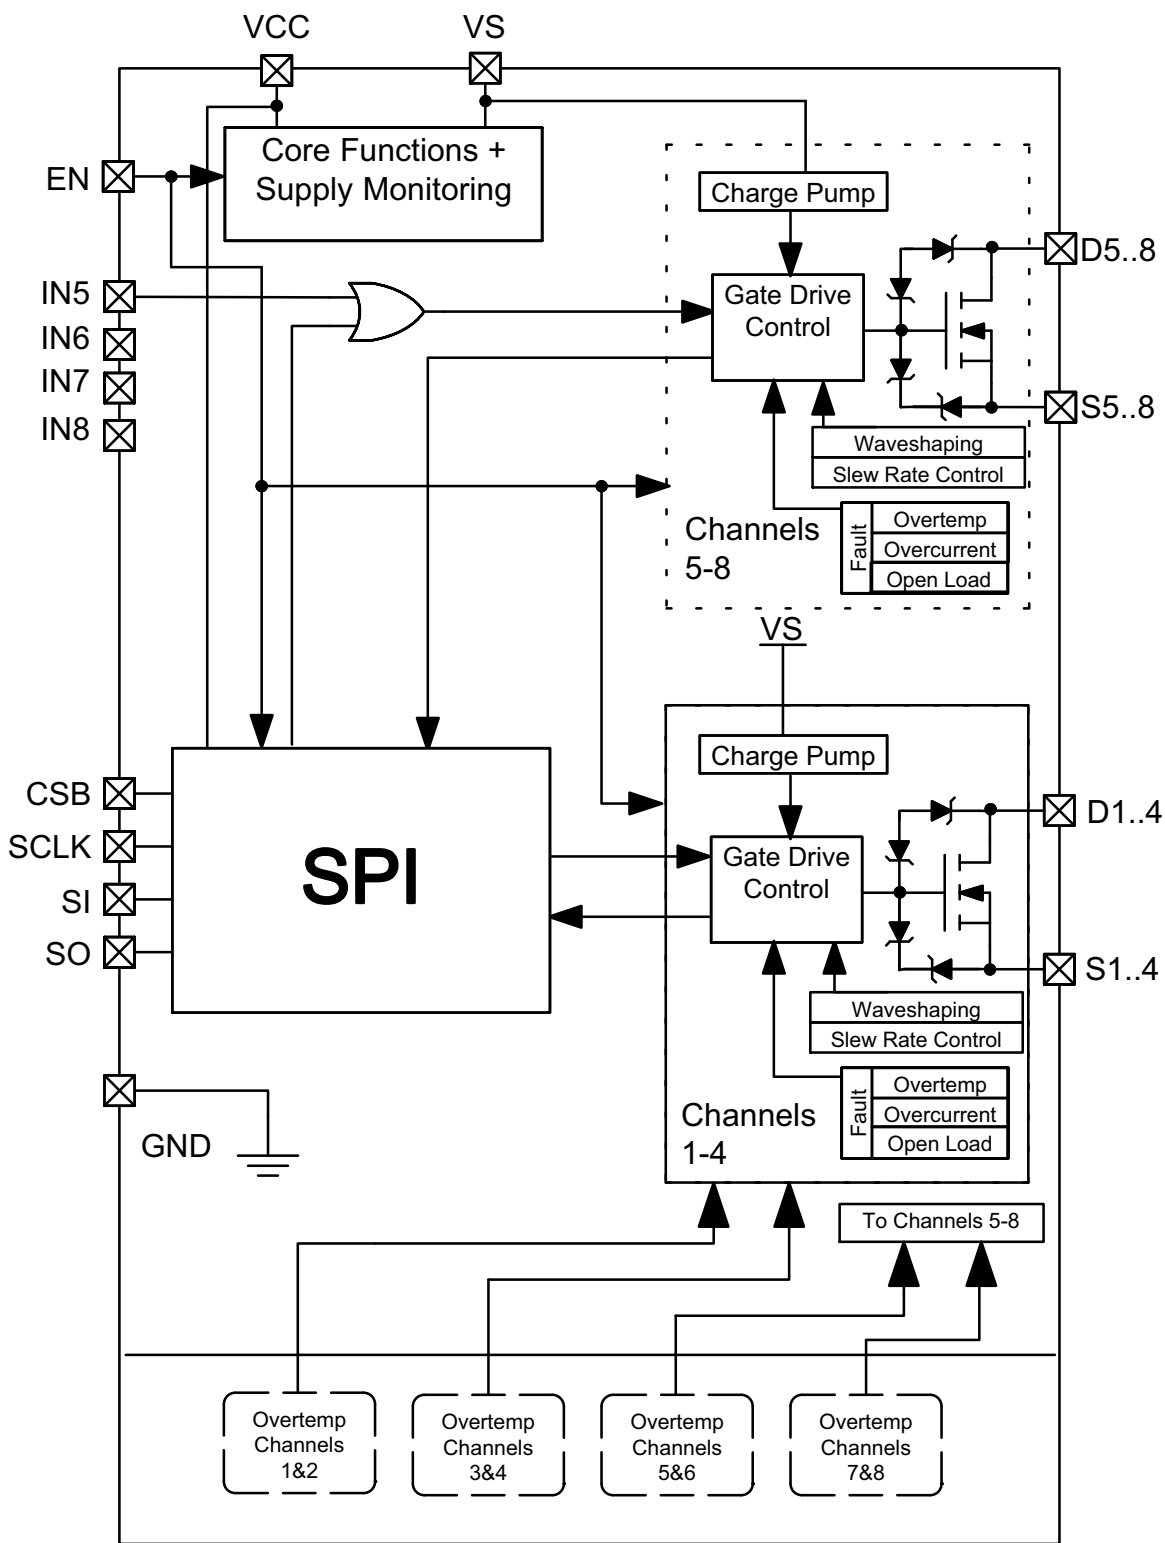 VCC
VS
Core Functions +
Supply Monitoring
EN
Charge Pump
D5..8
IN5
Gate Drive
Control
IN6
IN7
IN8
S5..8
Waveshaping
Slew Rate Control
Channels
5-8
Fault
Overtemp
Overcurrent
Open Load
VS
Charge Pump
CSB
SCLK
SI
SO
SPI
Gate Drive
Control
D1..4
S1..4
Waveshaping
Slew Rate Control
Channels
1-4
Fault
Overtemp
Overcurrent
Open Load
GND
To Channels 5-8
Overtemp
Channels
1&2
Overtemp
Channels
3&4
Overtemp
Channels
5&6
Overtemp
Channels
7&8